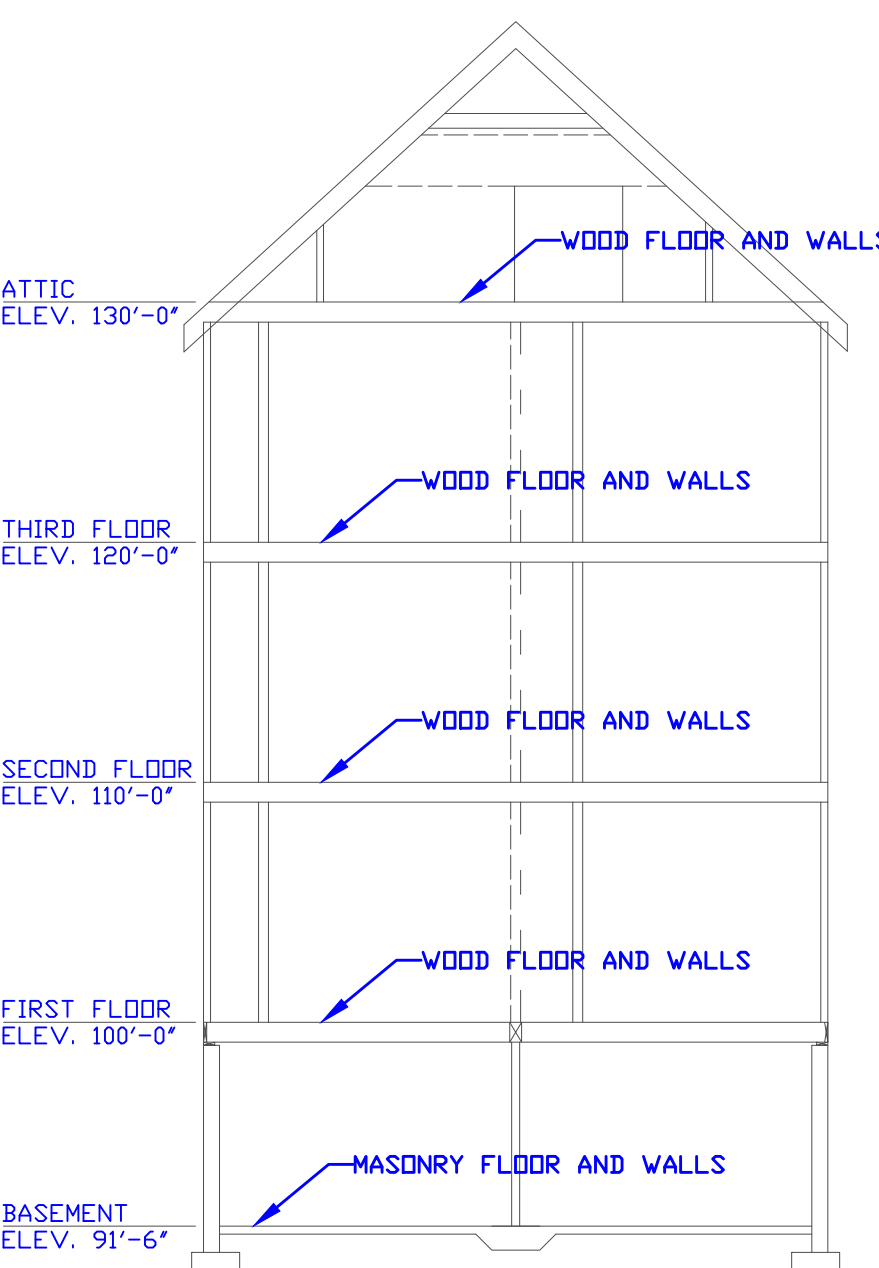 WOOD FLOOR AND WALLS
ATTIC
ELEV. 130'-0"
WOOD FLOOR AND WALLS
THIRD FLOOR
ELEV. 120'-0"
WOOD FLOOR AND WALLS
SECOND FLOOR
ELEV. 110'-0"
WOOD FLOOR AND WALLS
FIRST FLOOR
ELEV. 100'-0"
MASONRY FLOOR AND WALLS
BASEMENT
ELEV. 91'-6"